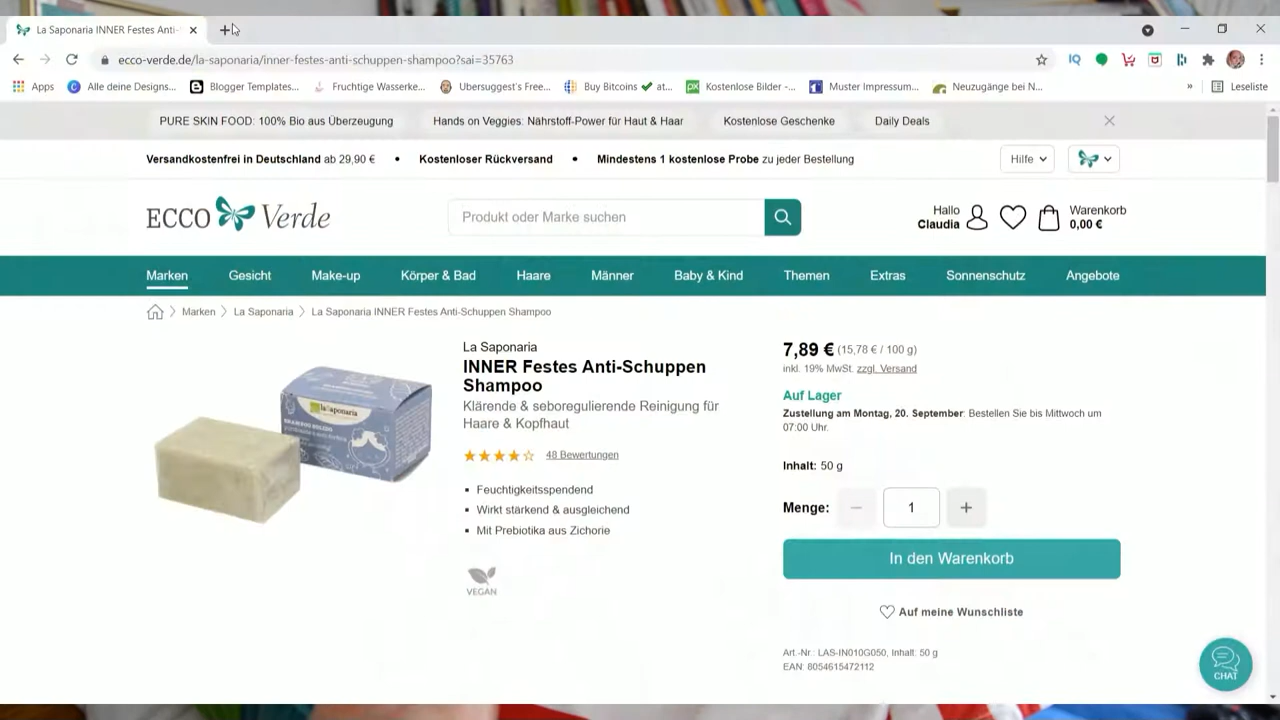 La Saponaria INNER Festes Anti-
ecco-verde.de/la-saponaria/inner-festes-anti-schuppen-shampoo?sai=35763
Apps Alle deine Designs... Blogger Templates... Fruchtige Wasserke... Ubersuggest's Free... Buy Bitcoins at... Kostenlose Bilder -... Muster Impressum... Neuzugänge bei N... » Leseliste
PURE SKIN FOOD: 100% Bio aus Überzeugung Hands on Veggies: Nährstoff-Power für Haut & Haar Kostenlose Geschenke Daily Deals
Versandkostenfrei in Deutschland ab 29,90 € • Kostenloser Rückversand • Mindestens 1 kostenlose Probe zu jeder Bestellung Hilfe
ECCO Verde
Produkt oder Marke suchen
Hallo
Claudia
Warenkorb
0,00 €
Marken Gesicht Make-up Körper & Bad Haare Männer Baby & Kind Themen Extras Sonnenschutz Angebote
Marken La Saponaria La Saponaria INNER Festes Anti-Schuppen Shampoo
laSaponaria
SHAMPOO SOLIDO
La Saponaria
INNER Festes Anti-Schuppen
Shampoo
Klärende & seboregulierende Reinigung für
Haare & Kopfhaut
48 Bewertungen
Feuchtigkeitsspendend
Wirkt stärkend & ausgleichend
Mit Prebiotika aus Zichorie
VEGAN
7,89 € (15,78 € / 100 g)
inkl. 19% MwSt. zzgl. Versand
Auf Lager
Zustellung am Montag, 20. September: Bestellen Sie bis Mittwoch um
07:00 Uhr.
Inhalt: 50 g
Menge: − 1 +
In den Warenkorb
Auf meine Wunschliste
Art.-Nr.: LAS-IN010G050, Inhalt: 50 g
EAN: 8054615472112
CHAT